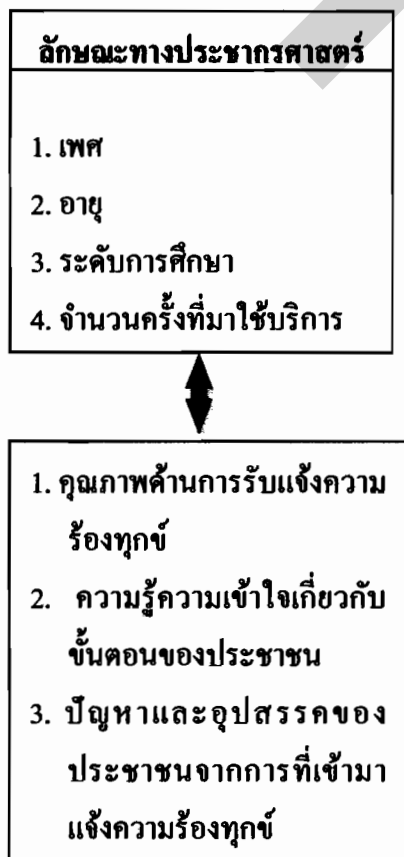 ลักษณะทางประชากรศาสตร์
1. เพศ
2. อายุ
3. ระดับการศึกษา
4. จำนวนครั้งที่มาใช้บริการ
1. คุณภาพด้านการรับแจ้งความ
ร้องทุกข์
2. ความรู้ความเข้าใจเกี่ยวกับ
ขั้นตอนของประชาชน
3. ปัญหาและอุปสรรคของ
ประชาชนจากการที่เข้ามา
แจ้งความร้องทุกข์